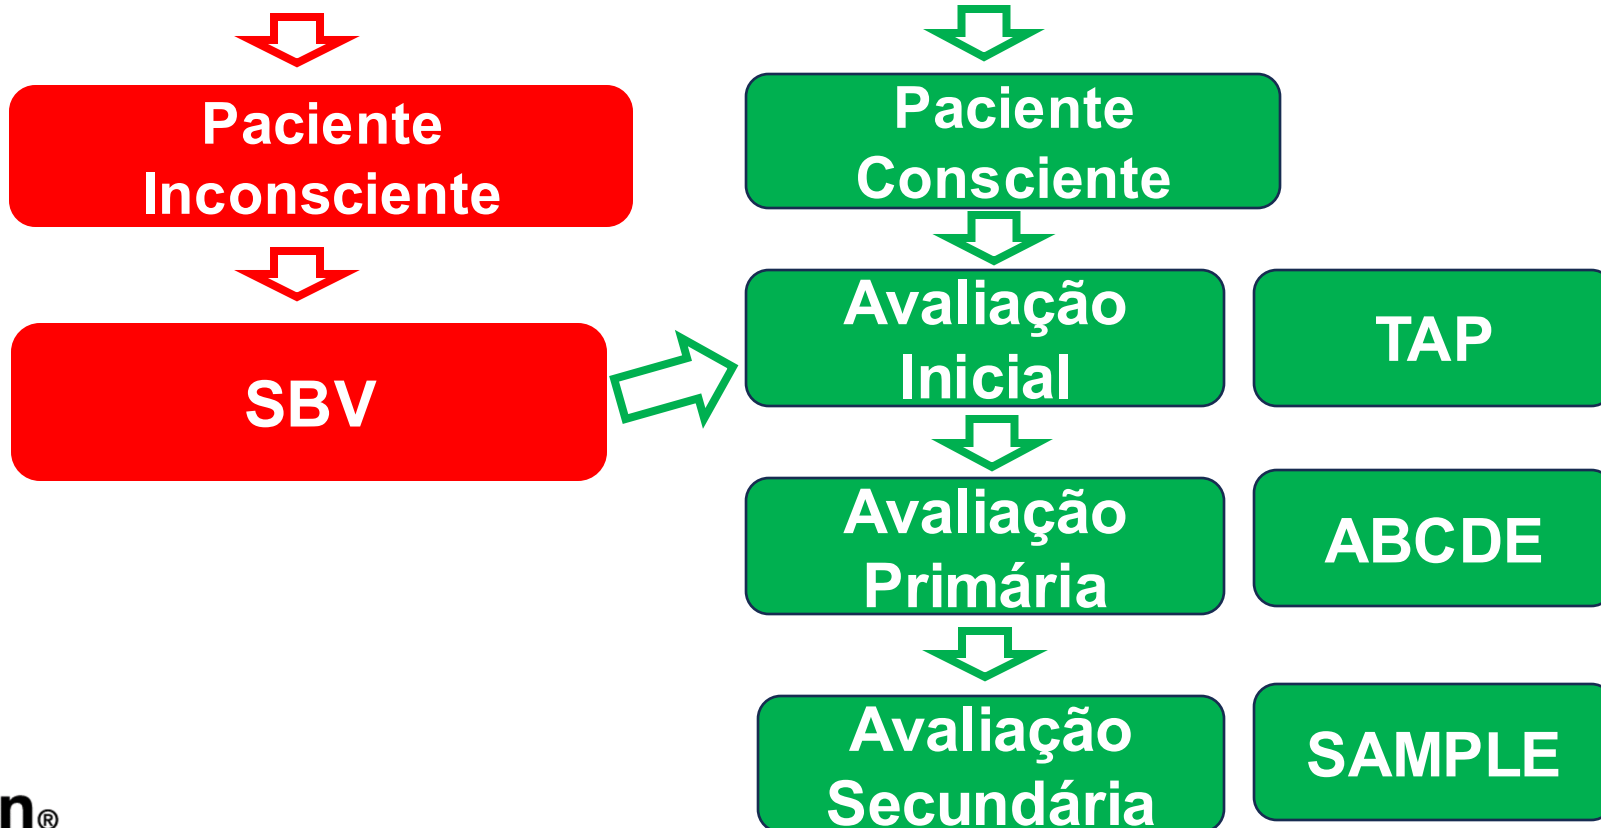 Paciente
Inconsciente
SBV
Paciente
Consciente
Avaliação
Inicial
TAP
Avaliação
Primária
ABCDE
Avaliação
Secundária
SAMPLE
n®